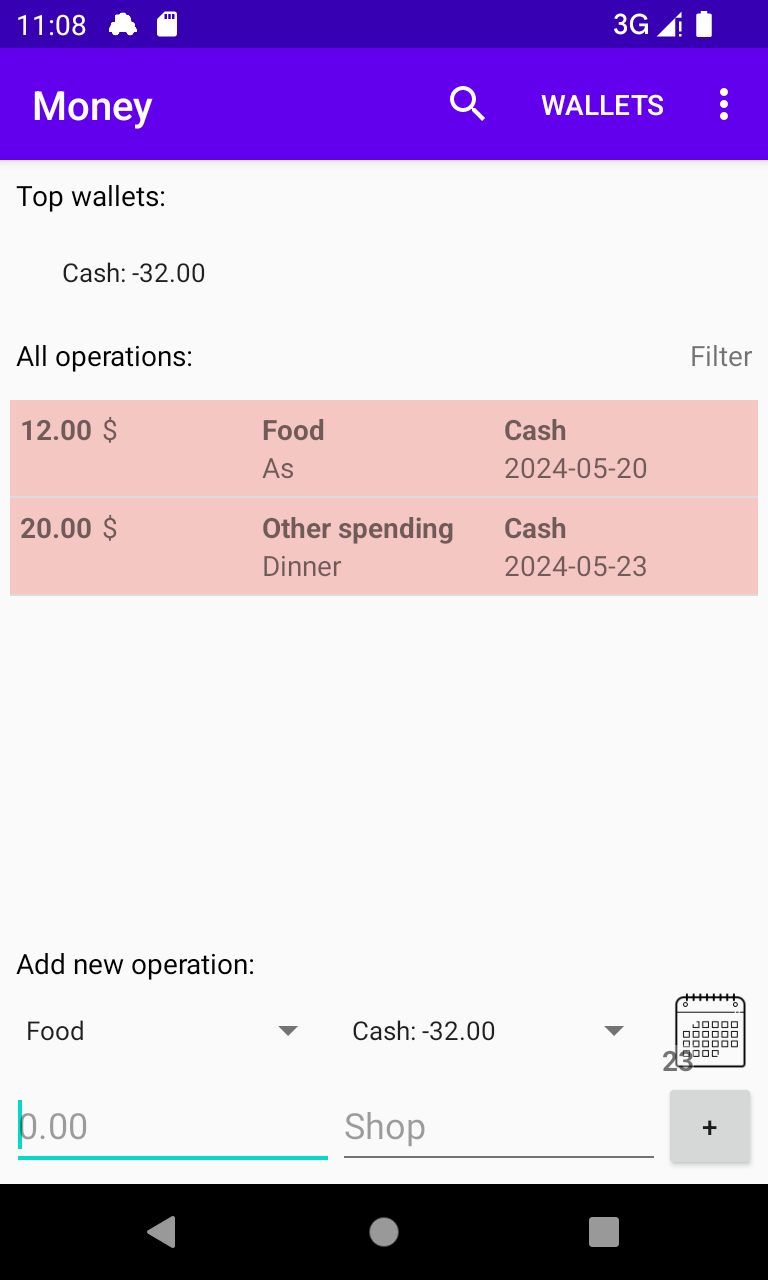 11:08 3G
Money WALLETS
Top wallets:
Cash: -32.00
All operations: Filter
12.00 $ Food Cash
As 2024-05-20
20.00 $ Other spending Cash
Dinner 2024-05-23
Add new operation:
Food Cash: -32.00
23
0.00 Shop +